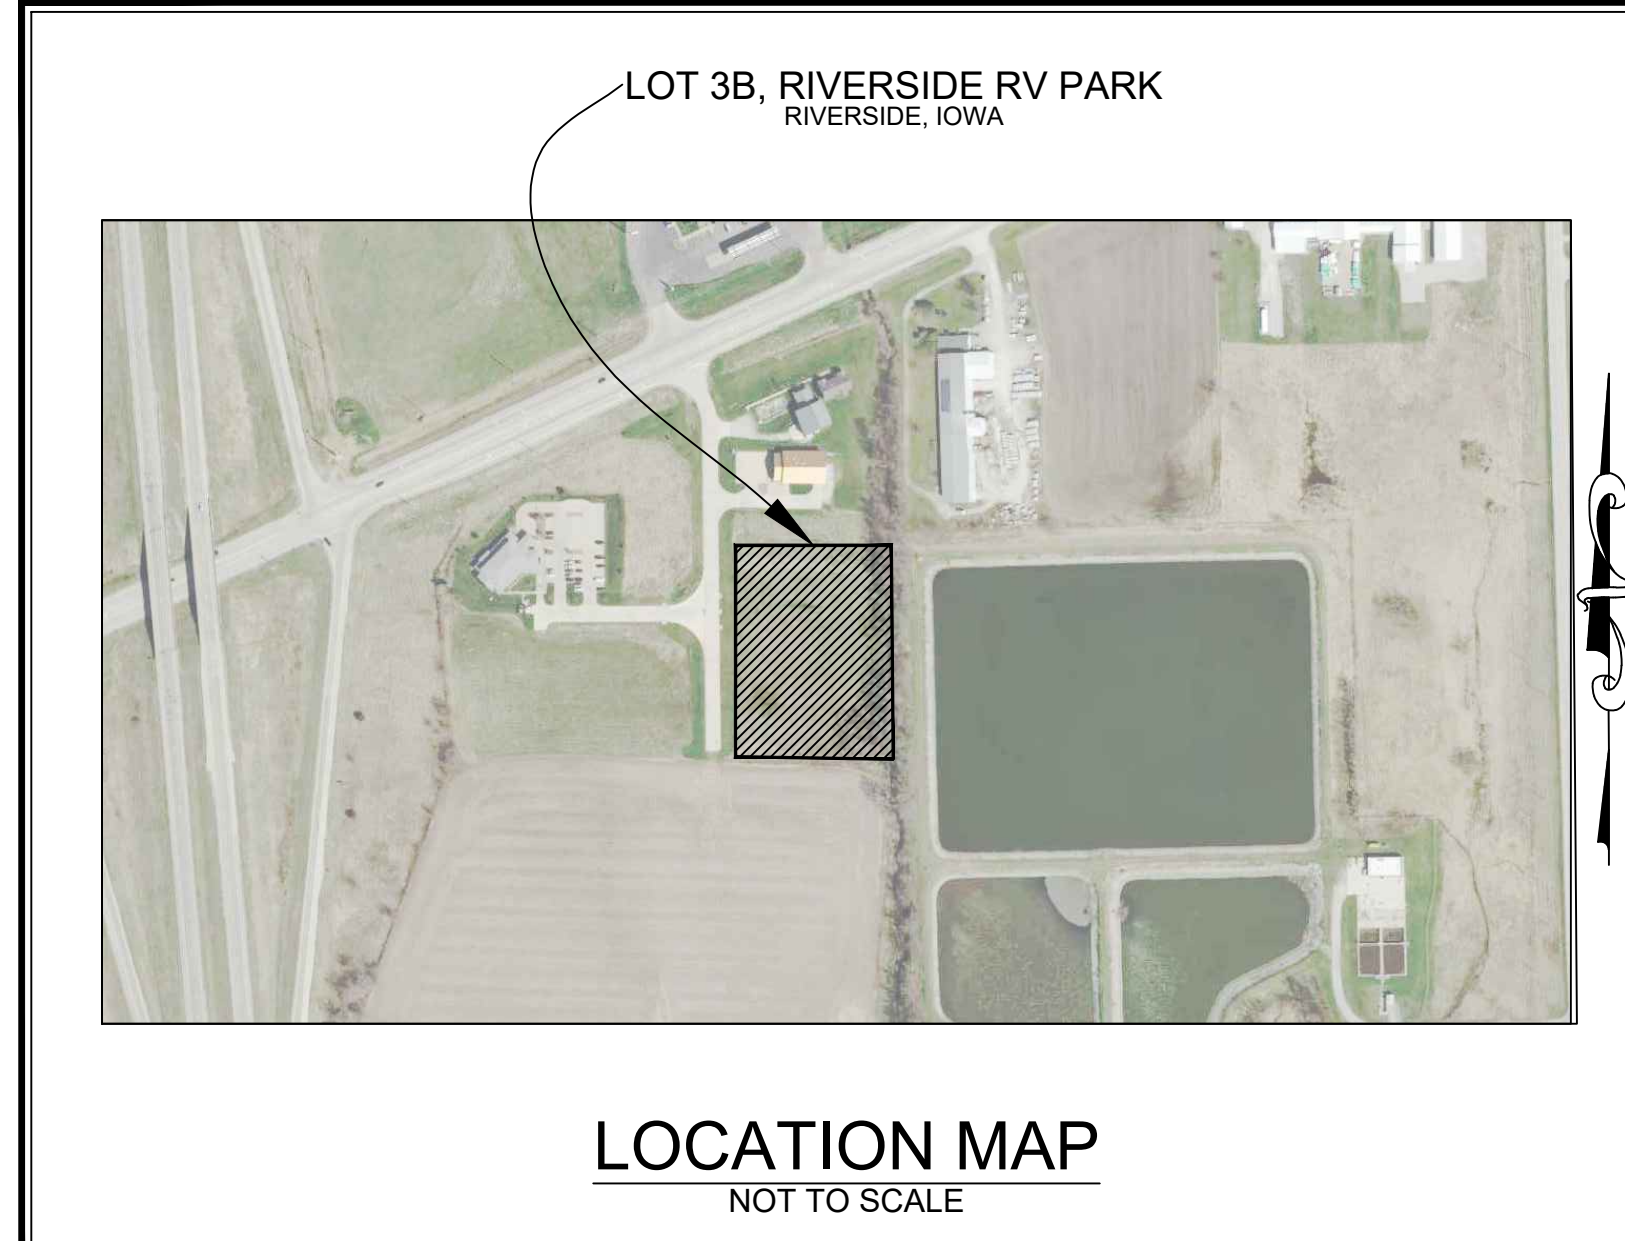 LOT 3B, RIVERSIDE RV PARK
RIVERSIDE, IOWA
LOCATION MAP
NOT TO SCALE